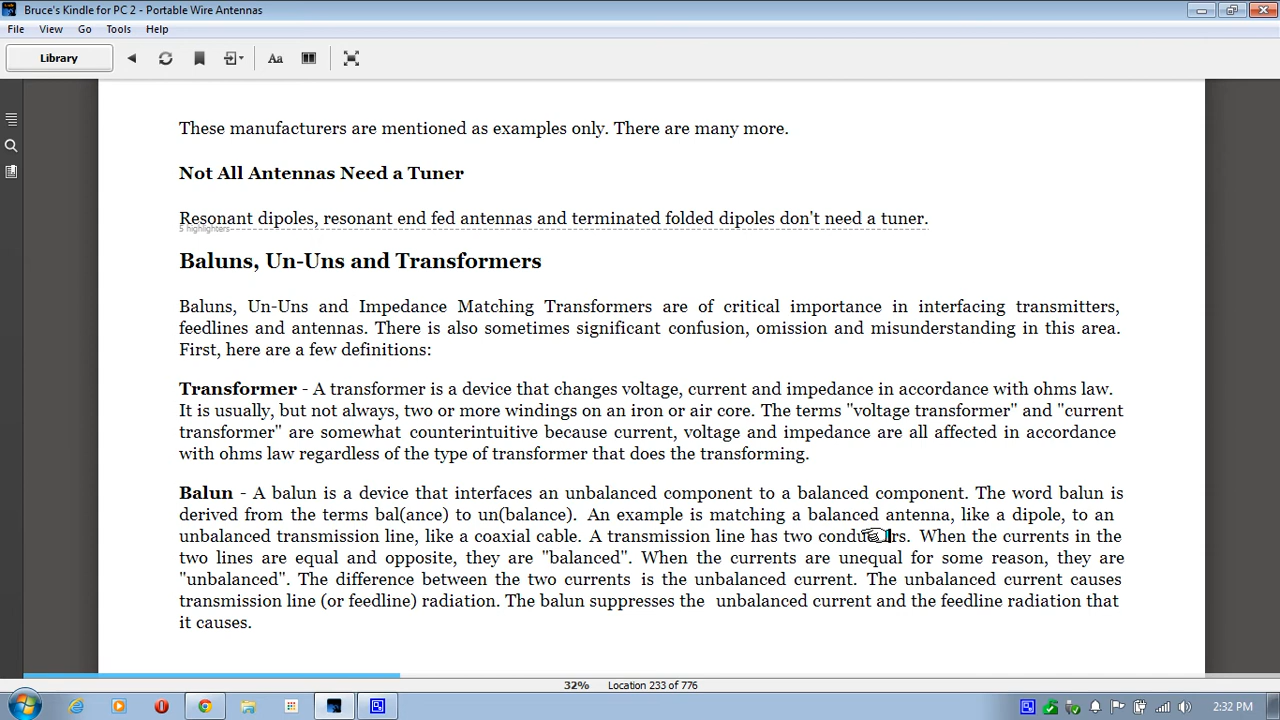 Bruce's Kindle for PC 2 - Portable Wire Antennas
File View Go Tools Help
Library
Aa
These manufacturers are mentioned as examples only. There are many more.
Not All Antennas Need a Tuner
Resonant dipoles, resonant end fed antennas and terminated folded dipoles don't need a tuner.
5 highlighters
Baluns, Un-Uns and Transformers
Baluns, Un-Uns and Impedance Matching Transformers are of critical importance in interfacing transmitters,
feedlines and antennas. There is also sometimes significant confusion, omission and misunderstanding in this area.
First, here are a few definitions:
Transformer - A transformer is a device that changes voltage, current and impedance in accordance with ohms law.
It is usually, but not always, two or more windings on an iron or air core. The terms "voltage transformer" and "current
transformer" are somewhat counterintuitive because current, voltage and impedance are all affected in accordance
with ohms law regardless of the type of transformer that does the transforming.
Balun - A balun is a device that interfaces an unbalanced component to a balanced component. The word balun is
derived from the terms bal(ance) to un(balance). An example is matching a balanced antenna, like a dipole, to an
unbalanced transmission line, like a coaxial cable. A transmission line has two conductors. When the currents in the
two lines are equal and opposite, they are "balanced". When the currents are unequal for some reason, they are
"unbalanced". The difference between the two currents is the unbalanced current. The unbalanced current causes
transmission line (or feedline) radiation. The balun suppresses the unbalanced current and the feedline radiation that
it causes.
32% Location 233 of 776
2:32 PM